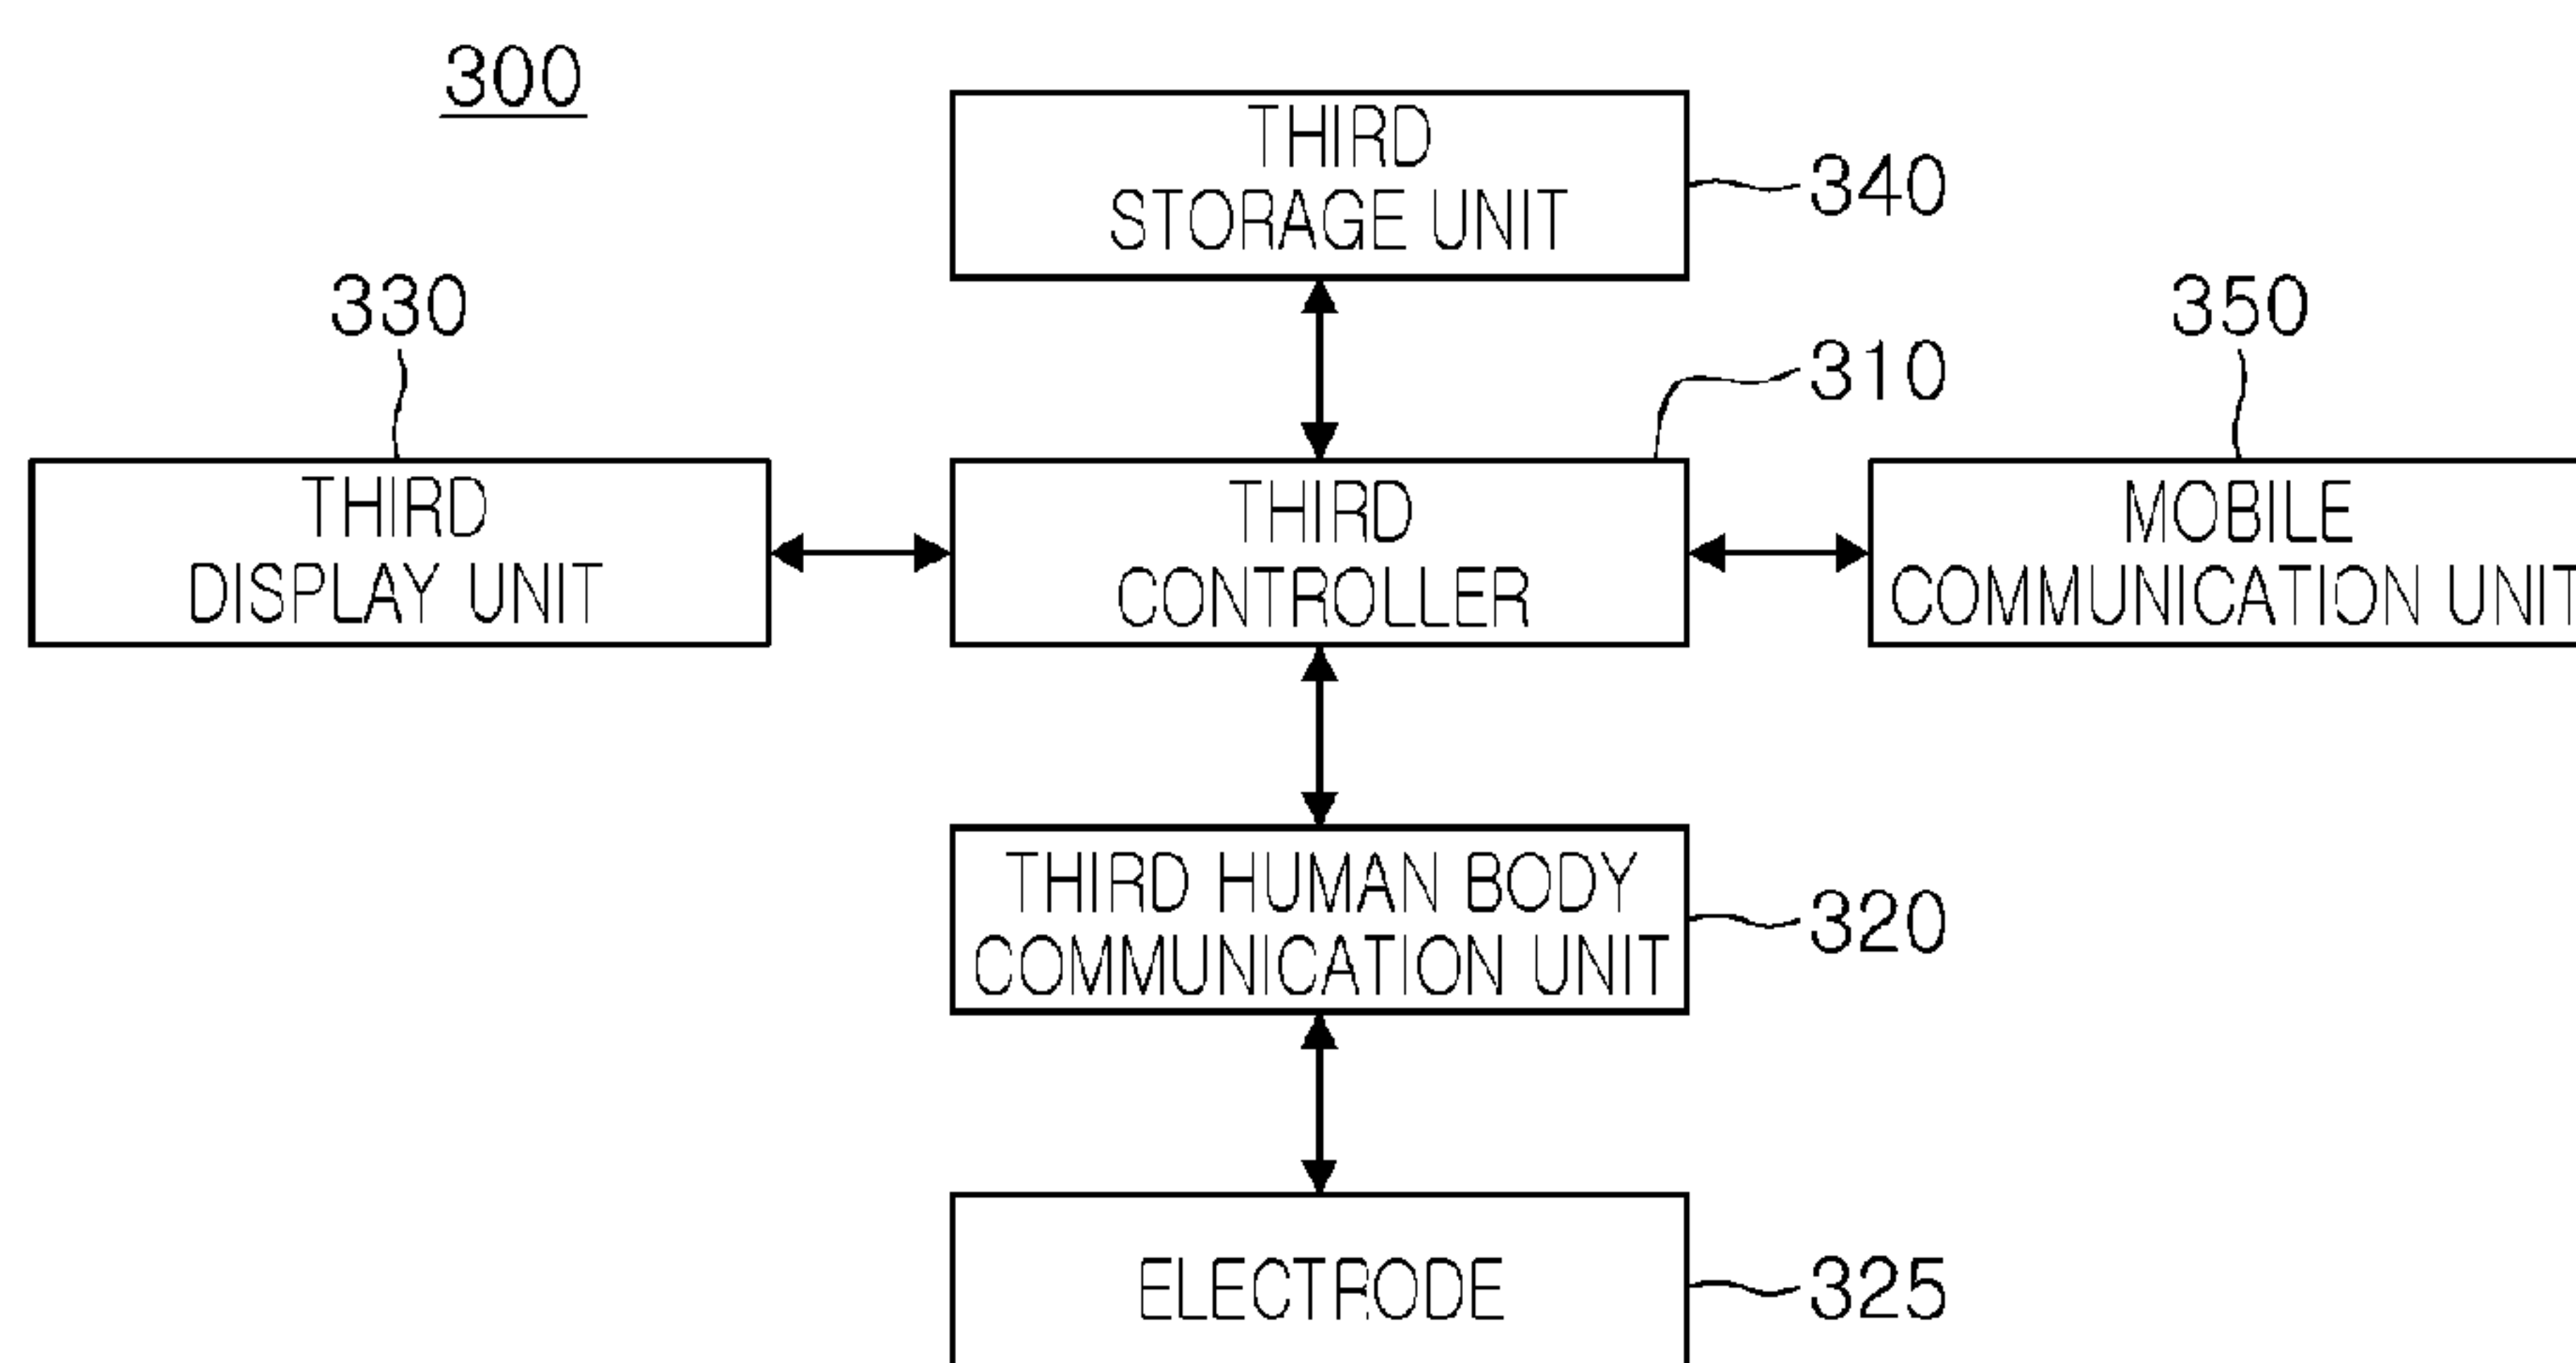 300
THIRD
STORAGE UNIT
340
330
310
350
THIRD
DISPLAY UNIT
THIRD
CONTROLLER
MOBILE
COMMUNICATION UNIT
THIRD HUMAN BODY
COMMUNICATION UNIT
320
ELECTRODE
325